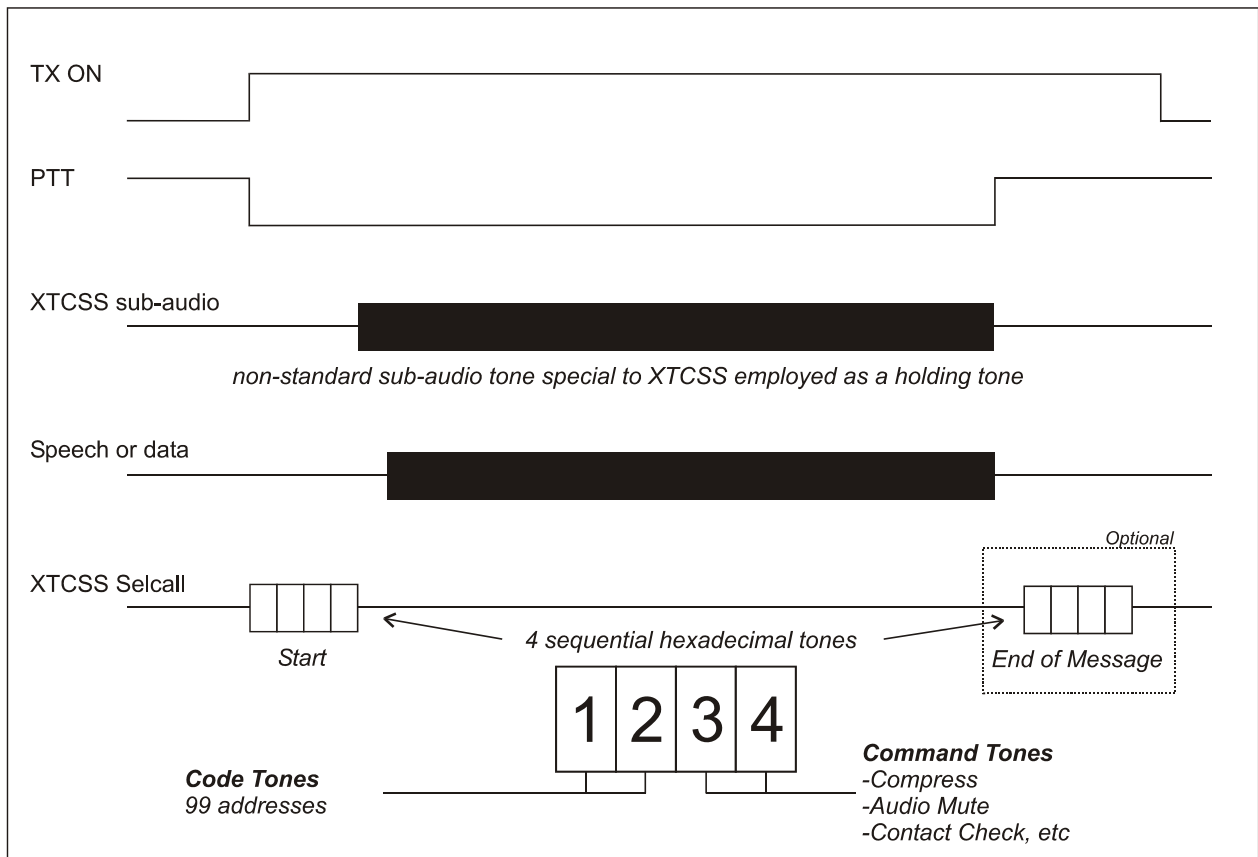 TX ON
PTT
XTCSS sub-audio
non-standard sub-audio tone special to XTCSS employed as a holding tone
Speech or data
Optional
XTCSS Selcall
4 sequential hexadecimal tones
Start
End of Message
1 2 3 4
Code Tones
99 addresses
Command Tones
-Compress
-Audio Mute
-Contact Check, etc